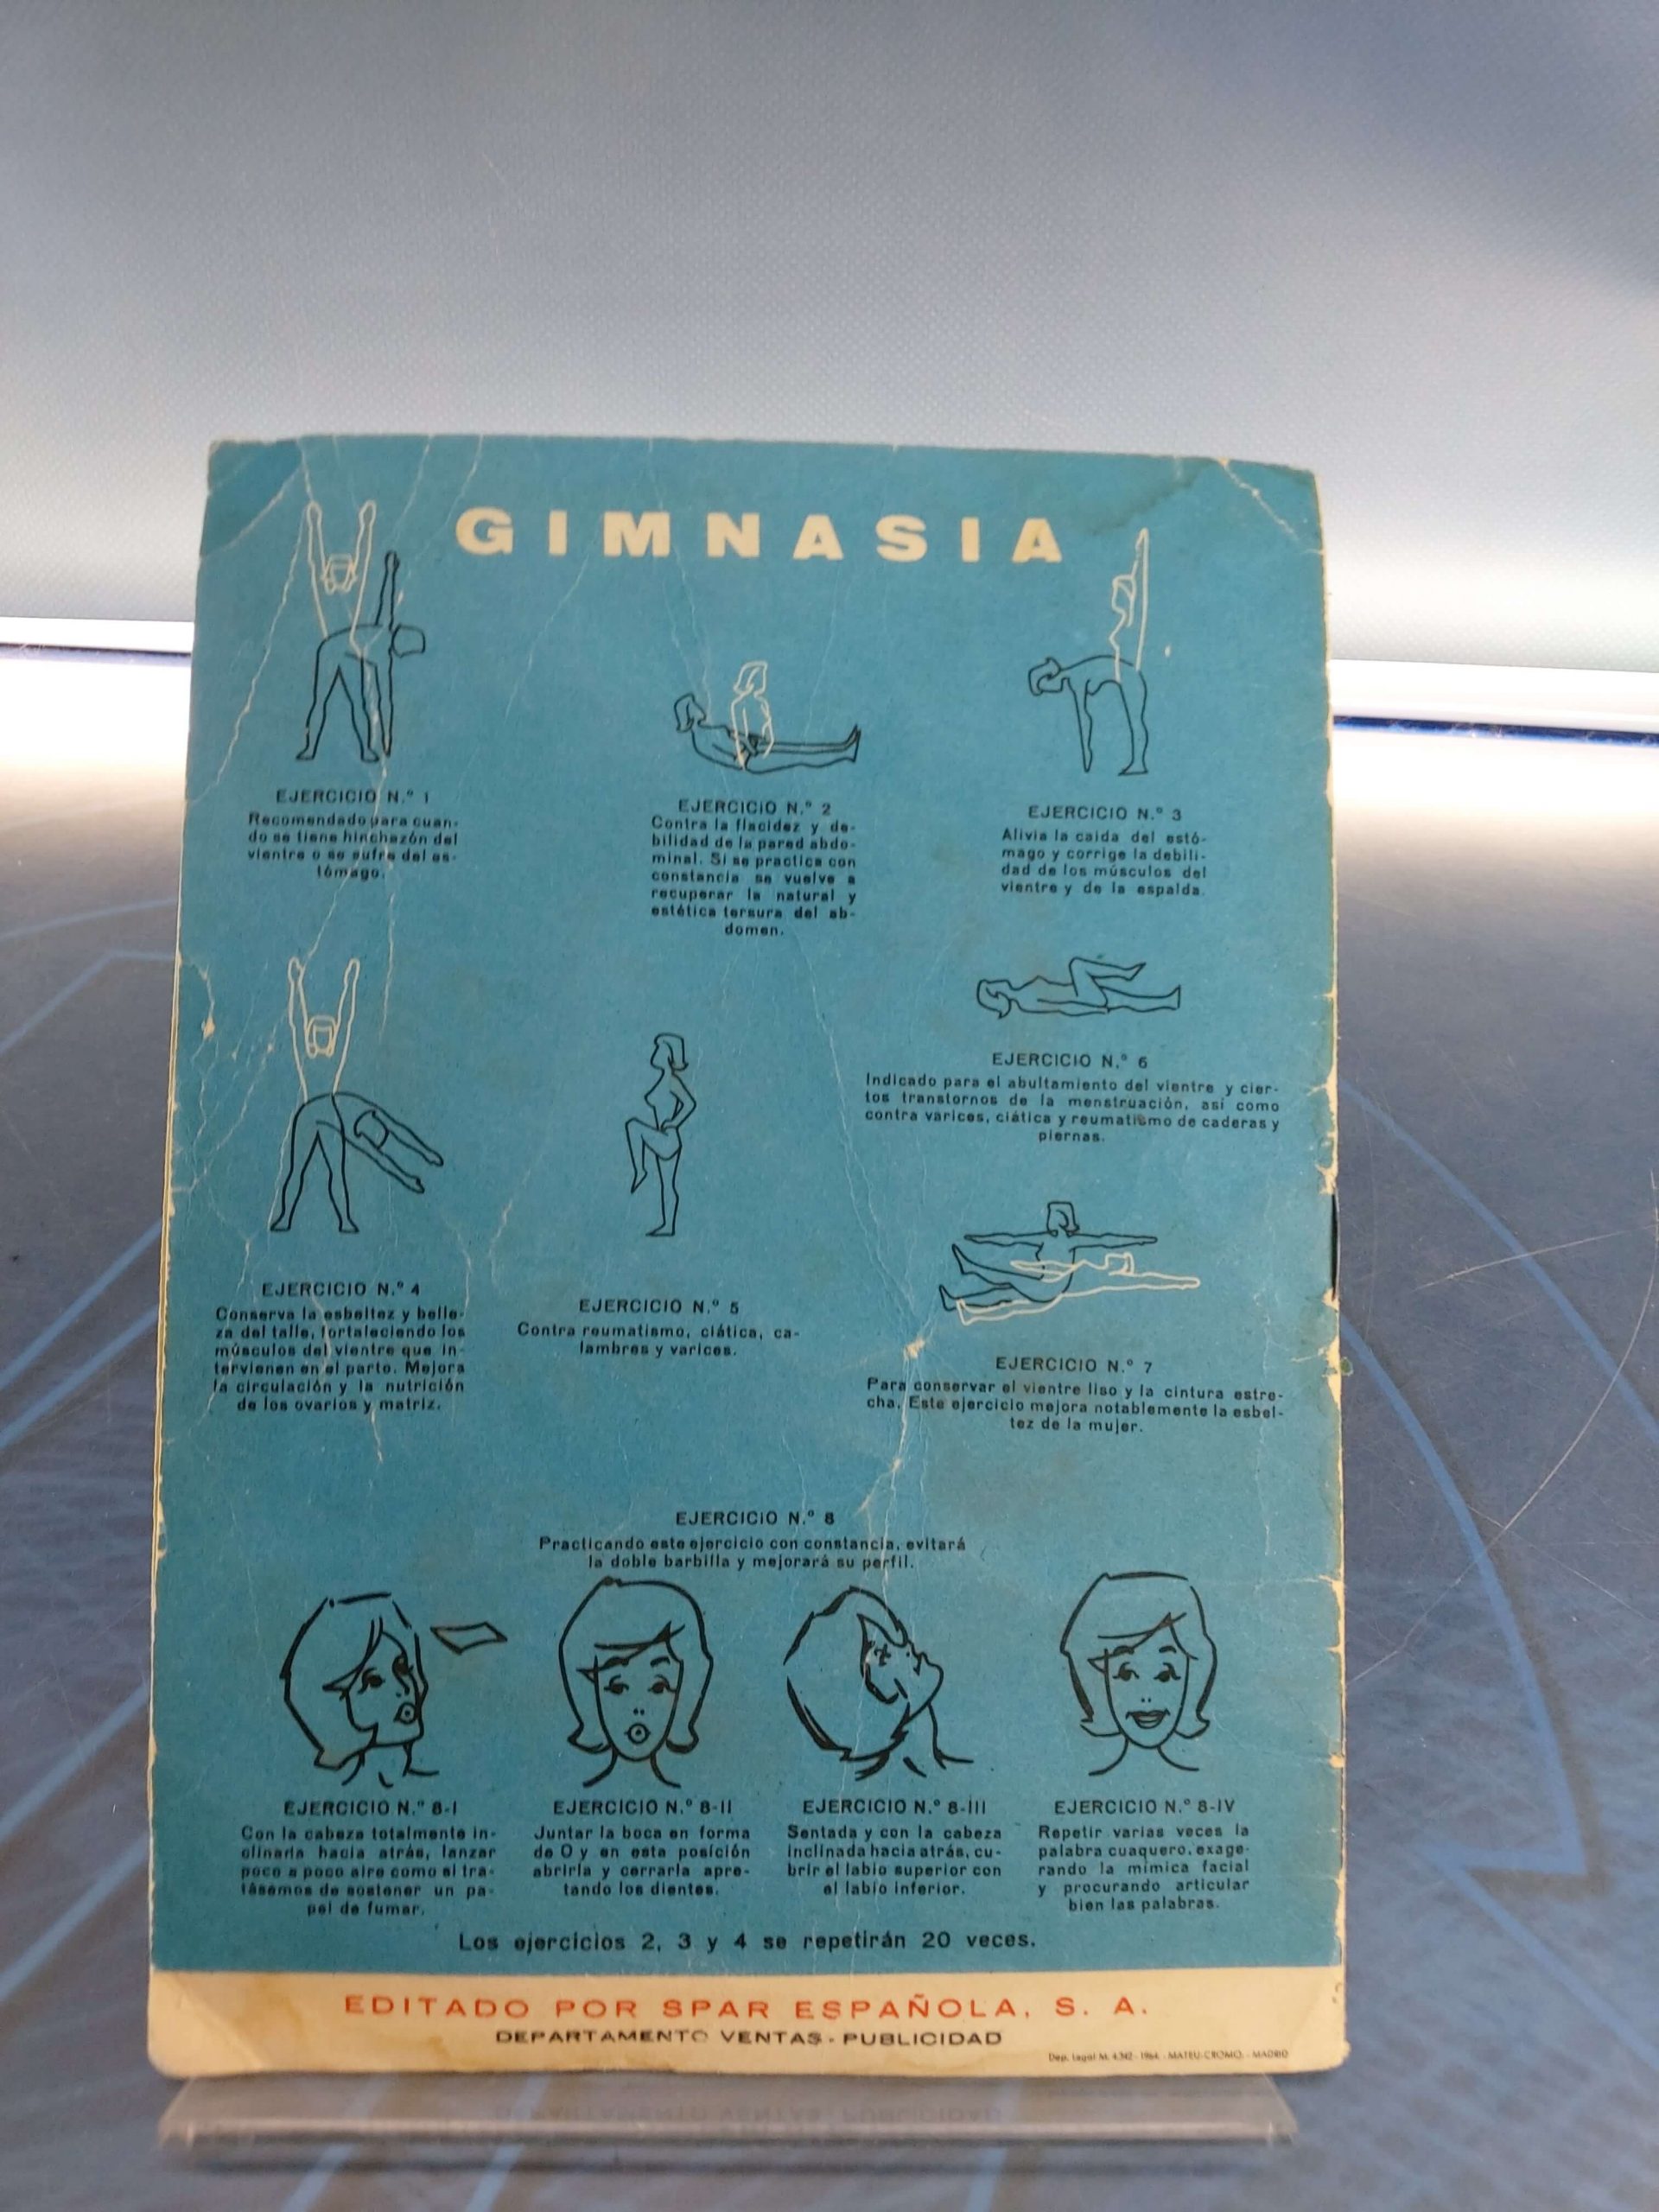 GIMNASIA
EJERCICIO N.º 1
Recomendado para cuan-
do se tiene hinchazón del
vientre o se sufre del es-
tómago.
EJERCICIO N.º 2
Contra la flacidez y de-
bilidad de la pared abdo-
minal. Si se practica con
constancia se vuelve a
recuperar la natural y
estética tersura del ab-
domen.
EJERCICIO N.º 3
Alivia la caida del estó-
mago y corrige la debili-
dad de los músculos del
vientre y de la espalda.
EJERCICIO N.º 4
Conserva la esbeltez y belle-
za del talle, fortaleciendo los
músculos del vientre que in-
tervienen en el parto. Mejora
la circulación y la nutrición
de los ovarios y matriz.
EJERCICIO N.º 5
Contra reumatismo, ciática, ca-
lambres y varices.
EJERCICIO N.º 6
Indicado para el abultamiento del vientre y cier-
tos transtornos de la menstruación, así como
contra varices, ciática y reumatismo de caderas y
piernas.
EJERCICIO N.º 7
Para conservar el vientre liso y la cintura estre-
cha. Este ejercicio mejora notablemente la esbel-
tez de la mujer.
EJERCICIO N.º 8
Practicando este ejercicio con constancia, evitará
la doble barbilla y mejorará su perfil.
EJERCICIO N.º 8-I
Con la cabeza totalmente in-
clinada hacia atrás, lanzar
poco a poco aire como si tra-
tásemos de sostener un pa-
pel de fumar.
EJERCICIO N.º 8-II
Juntar la boca en forma
de O y en esta posición
abrirla y cerrarla apre-
tando los dientes.
EJERCICIO N.º 8-III
Sentada y con la cabeza
inclinada hacia atrás, cu-
brir el labio superior con
el labio inferior.
EJERCICIO N.º 8-IV
Repetir varias veces la
palabra cuaquero, exage-
rando la mímica facial
y procurando articular
bien las palabras.
Los ejercicios 2, 3 y 4 se repetirán 20 veces.
EDITADO POR SPAR ESPAÑOLA, S. A.
DEPARTAMENTO VENTAS - PUBLICIDAD
Dep. Legal M. 4.342 - 1964. - MATEU-CROMO. - MADRID